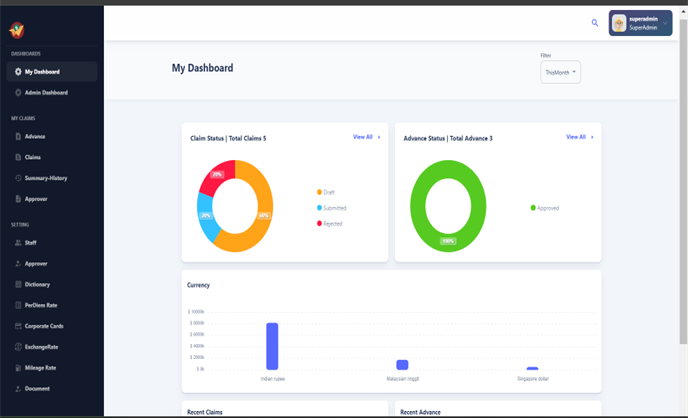 DASHBOARDS
My Dashboard
Admin Dashboard
MY CLAIMS
Advance
Claims
Summary-History
Approver
SETTING
Staff
Approver
Dictionary
PerDiem Rate
Corporate Cards
ExchangeRate
Mileage Rate
Document
superadmin
SuperAdmin
My Dashboard
Filter
ThisMonth
Claim Status | Total Claims 5
View All
20%
20%
60%
Draft
Submitted
Rejected
Advance Status | Total Advance 3
View All
100%
Approved
Currency
$ 10000k
$ 8000k
$ 6000k
$ 4000k
$ 2000k
$ 0k
Indian rupee
Malaysian ringgit
Singapore dollar
Recent Claims
Recent Advance